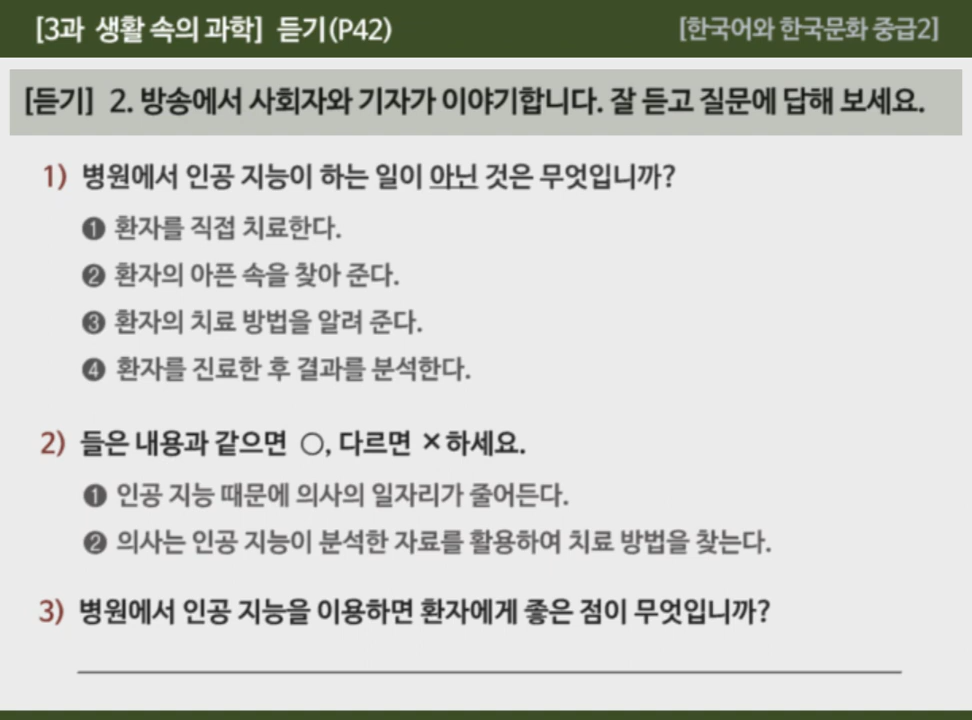 [3과 생활 속의 과학] 듣기(P42) [한국어와 한국문화 중급2]
[듣기] 2. 방송에서 사회자와 기자가 이야기합니다. 잘 듣고 질문에 답해 보세요.
1) 병원에서 인공 지능이 하는 일이 아닌 것은 무엇입니까?
❶ 환자를 직접 치료한다.
❷ 환자의 아픈 속을 찾아 준다.
❸ 환자의 치료 방법을 알려 준다.
❹ 환자를 진료한 후 결과를 분석한다.
2) 들은 내용과 같으면 ○, 다르면 ×하세요.
❶ 인공 지능 때문에 의사의 일자리가 줄어든다.
❷ 의사는 인공 지능이 분석한 자료를 활용하여 치료 방법을 찾는다.
3) 병원에서 인공 지능을 이용하면 환자에게 좋은 점이 무엇입니까?